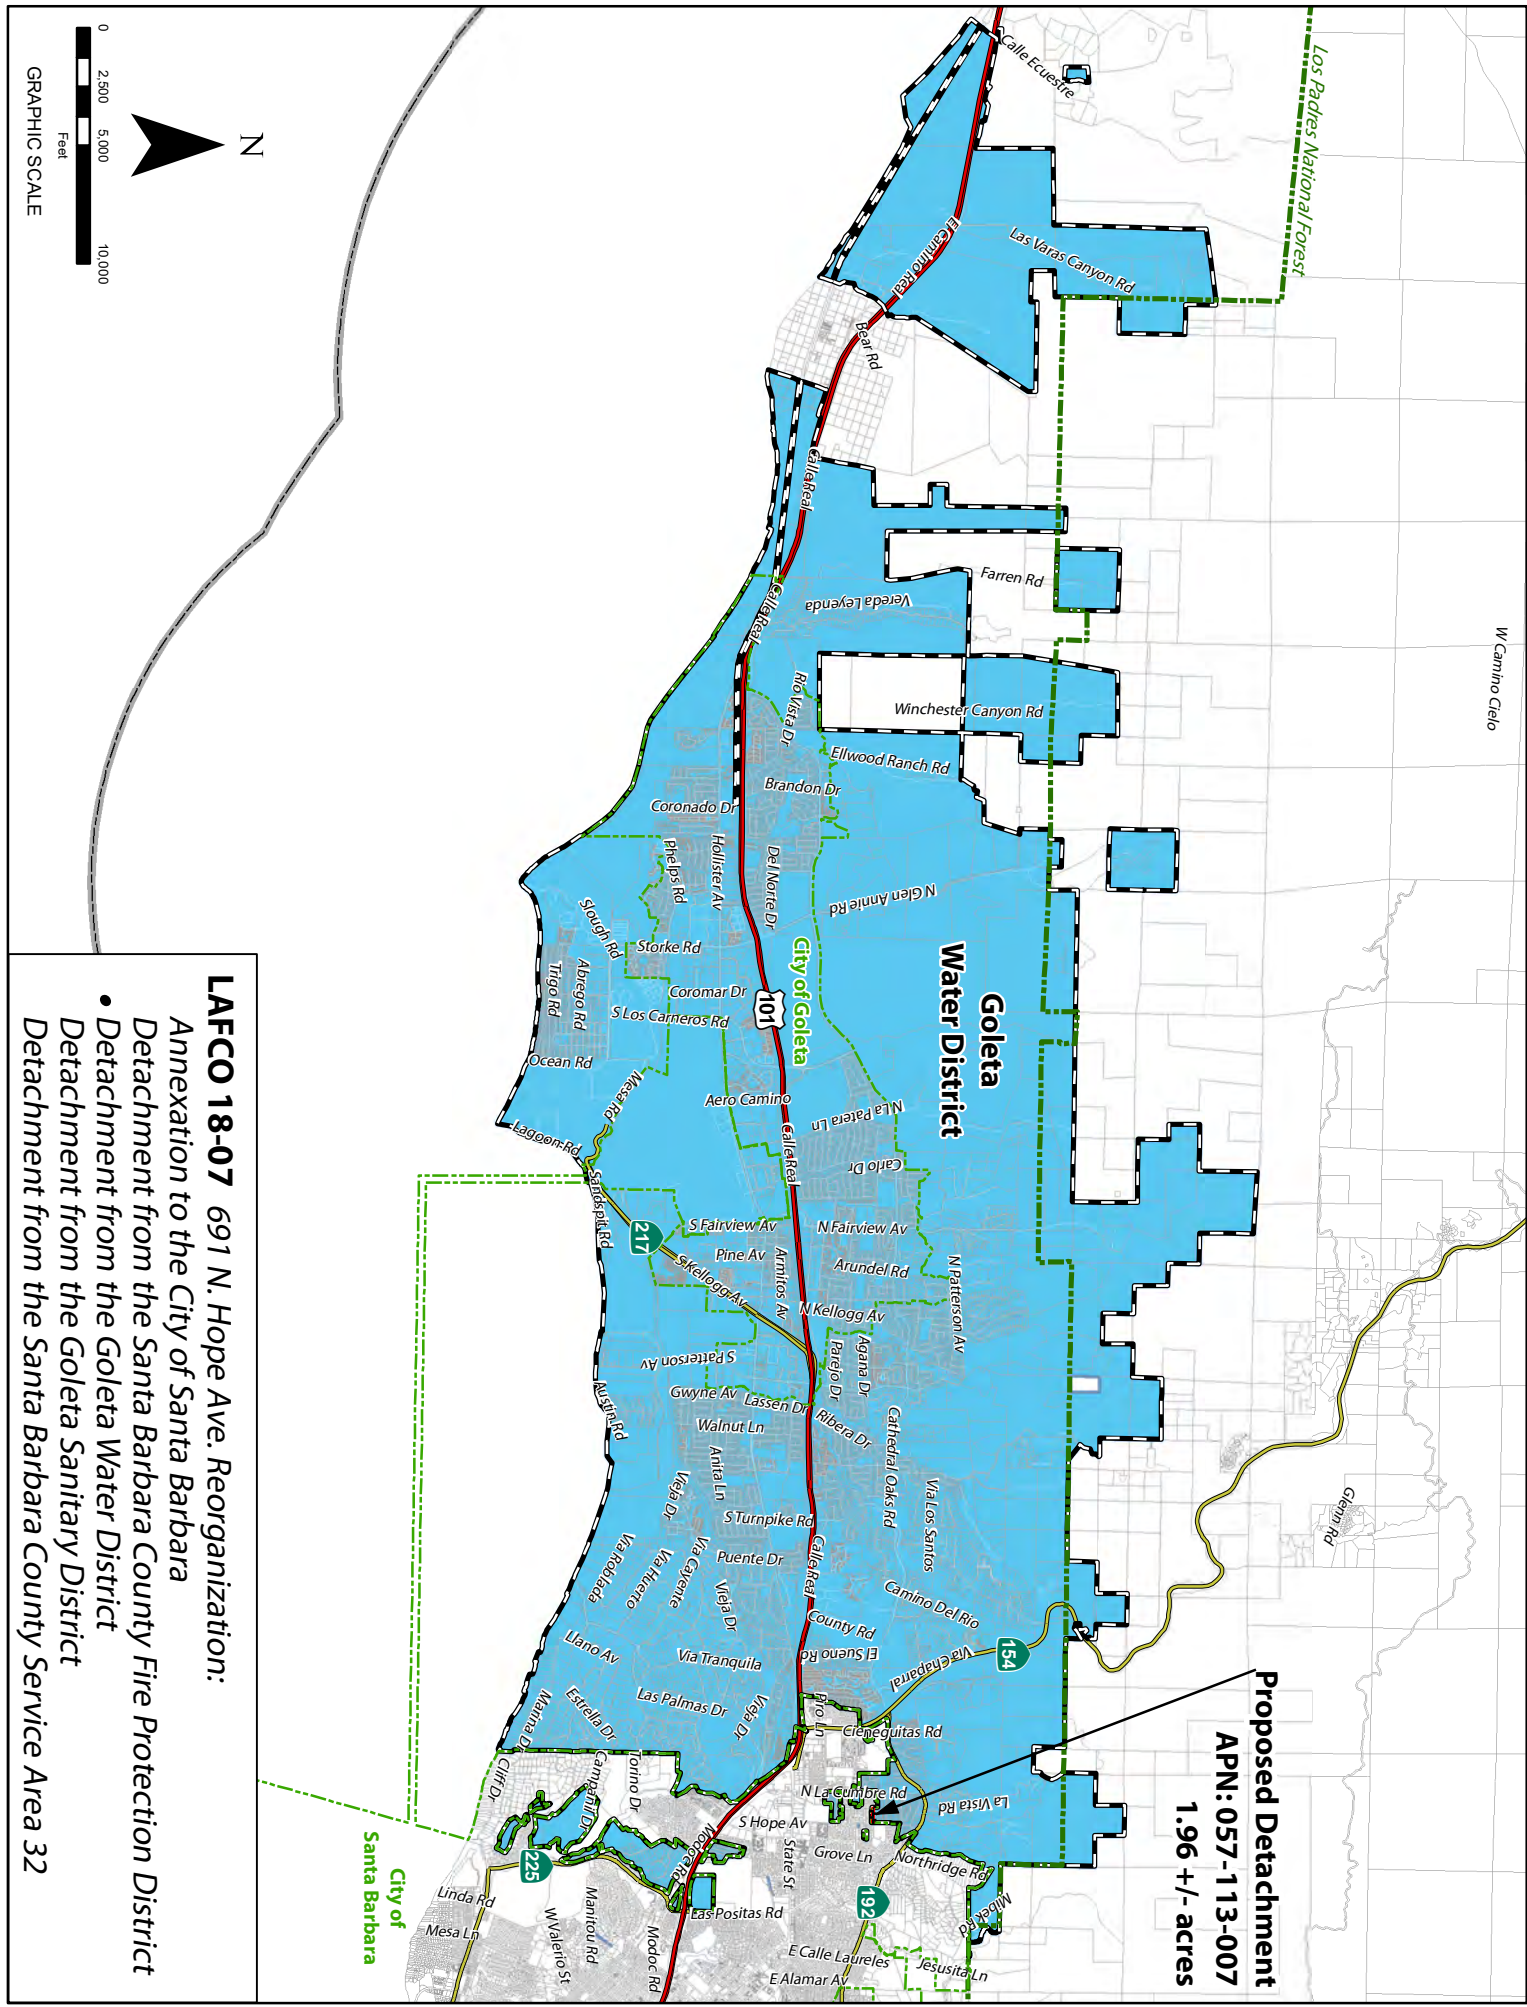 Los Padres National Forest
W Camino Cielo
Calle Ecuestre
Las Varas Canyon Rd
El Camino Real
Bear Rd
Calle Real
Farren Rd
Vereda Leyenda
Calle Real
Rio Vista Dr
Winchester Canyon Rd
Ellwood Ranch Rd
Brandon Dr
Coronado Dr
Hollister Av
Phelps Rd
Del Norte Dr
N Glen Annie Rd
Slough Rd
Storke Rd
Abrego Rd
Trigo Rd
Coromar Dr
S Los Carneros Rd
Ocean Rd
Mesa Rd
Lagoon Rd
101
City of Goleta
Goleta
Water District
Aero Camino
N La Patera Ln
Calle Real
Carlo Dr
Sandspit Rd
217
S Fairview Av
N Fairview Av
Pine Av
Armitos Av
S Kellogg Av
Arundel Rd
N Kellogg Av
N Patterson Av
S Patterson Av
Parejo Dr
Agana Dr
Gwyne Av
Lassen Dr
Austin Rd
Walnut Ln
Ribera Dr
Cathedral Oaks Rd
Anita Ln
Vieja Dr
S Turnpike Rd
Via Los Santos
Glenn Rd
Puente Dr
Calle Real
Via Roblada
Via Huerto
Via Cayente
Vieja Dr
Camino Del Rio
County Rd
El Sueno Rd
Via Chaparral
154
Llano Av
Via Tranquila
Las Palmas Dr
Vieja Dr
Estrella Dr
Marina Dr
Piro Ln
Cieneguitas Rd
Cliff Dr
Campanil Dr
Torino Dr
N La Cumbre Rd
La Vista Rd
S Hope Av
State St
Grove Ln
Northridge Rd
Modoc Rd
225
192
Las Positas Rd
Mibek Rd
Linda Rd
Mesa Ln
W Valerio St
Manitou Rd
Modoc Rd
E Calle Laureles
Jesusita Ln
E Alamar Av
City of
Santa Barbara
Proposed Detachment
APN: 057-113-007
1.96 +/- acres
N
0 2,500 5,000 10,000
Feet
GRAPHIC SCALE
LAFCO 18-07 691 N. Hope Ave. Reorganization:
Annexation to the City of Santa Barbara
Detachment from the Santa Barbara County Fire Protection District
• Detachment from the Goleta Water District
Detachment from the Goleta Sanitary District
Detachment from the Santa Barbara County Service Area 32